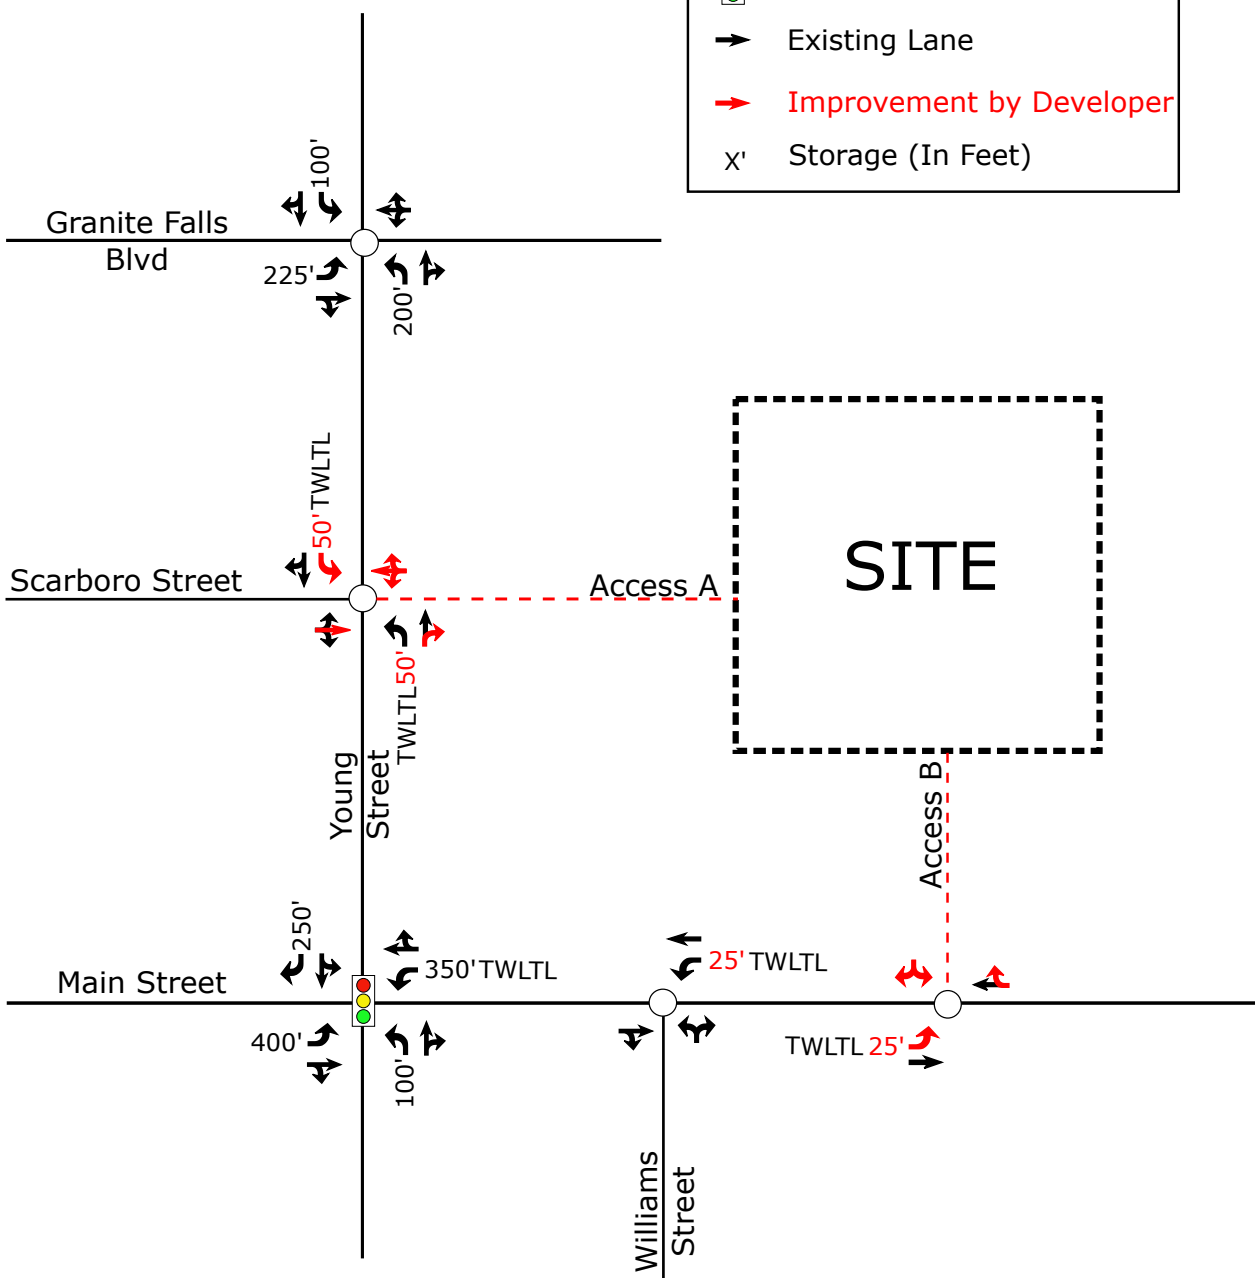 Existing Lane
Improvement by Developer
X' Storage (In Feet)
100'
Granite Falls
Blvd
225'
200'
50' TWLTL
Scarboro Street
Access A
SITE
TWLTL 50'
Young
Street
Access B
250'
350' TWLTL
25' TWLTL
Main Street
400'
100'
TWLTL 25'
Williams
Street